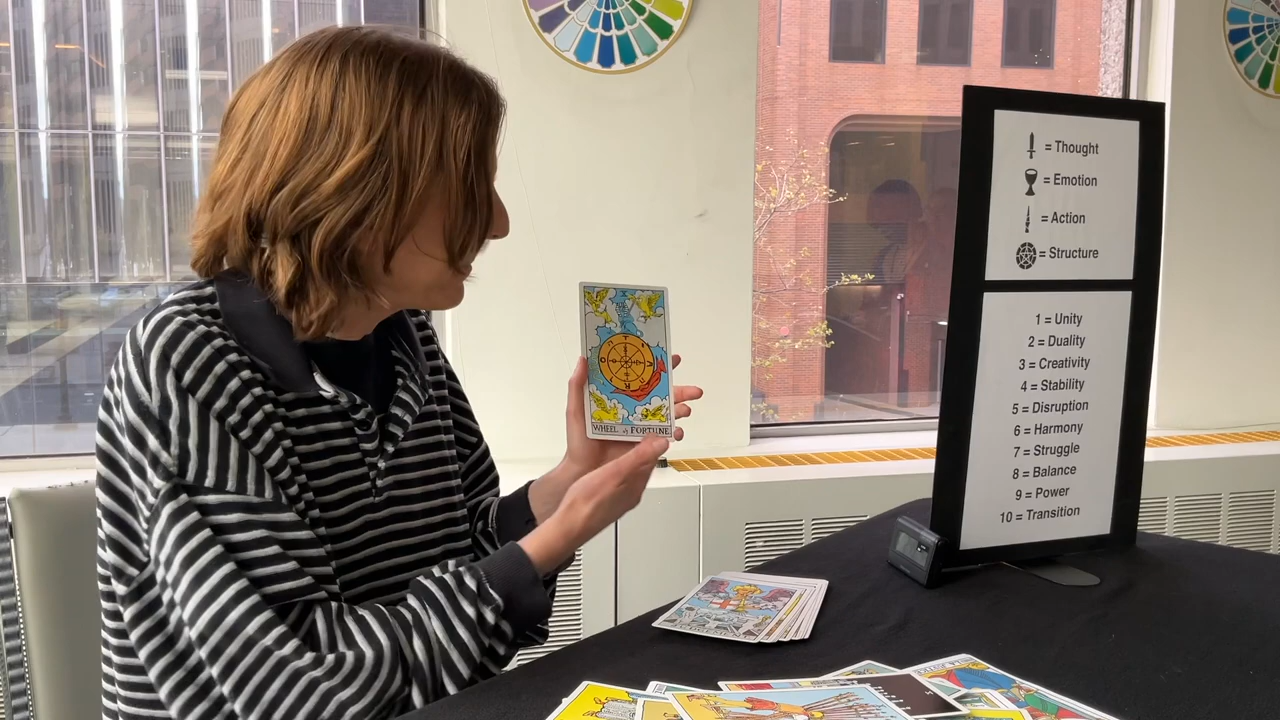 X
T
A
R
O
WHEEL of FORTUNE
= Thought
= Emotion
= Action
= Structure
1 = Unity
2 = Duality
3 = Creativity
4 = Stability
5 = Disruption
6 = Harmony
7 = Struggle
8 = Balance
9 = Power
10 = Transition